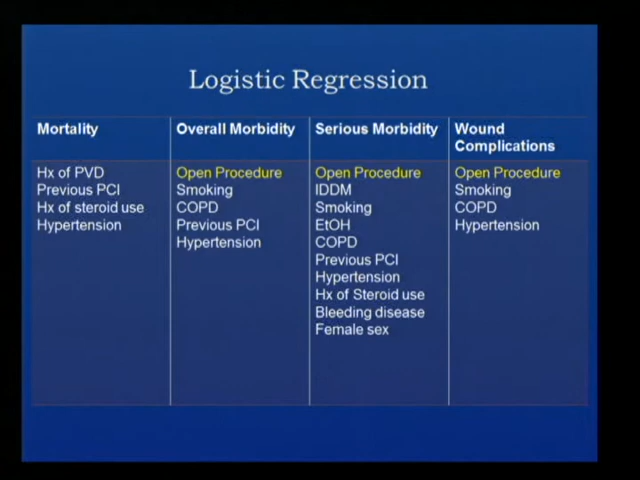 Logistic Regression
Mortality
Hx of PVD
Previous PCI
Hx of steroid use
Hypertension
Overall Morbidity
Open Procedure
Smoking
COPD
Previous PCI
Hypertension
Serious Morbidity
Open Procedure
IDDM
Smoking
EtOH
COPD
Previous PCI
Hypertension
Hx of Steroid use
Bleeding disease
Female sex
Wound
Complications
Open Procedure
Smoking
COPD
Hypertension